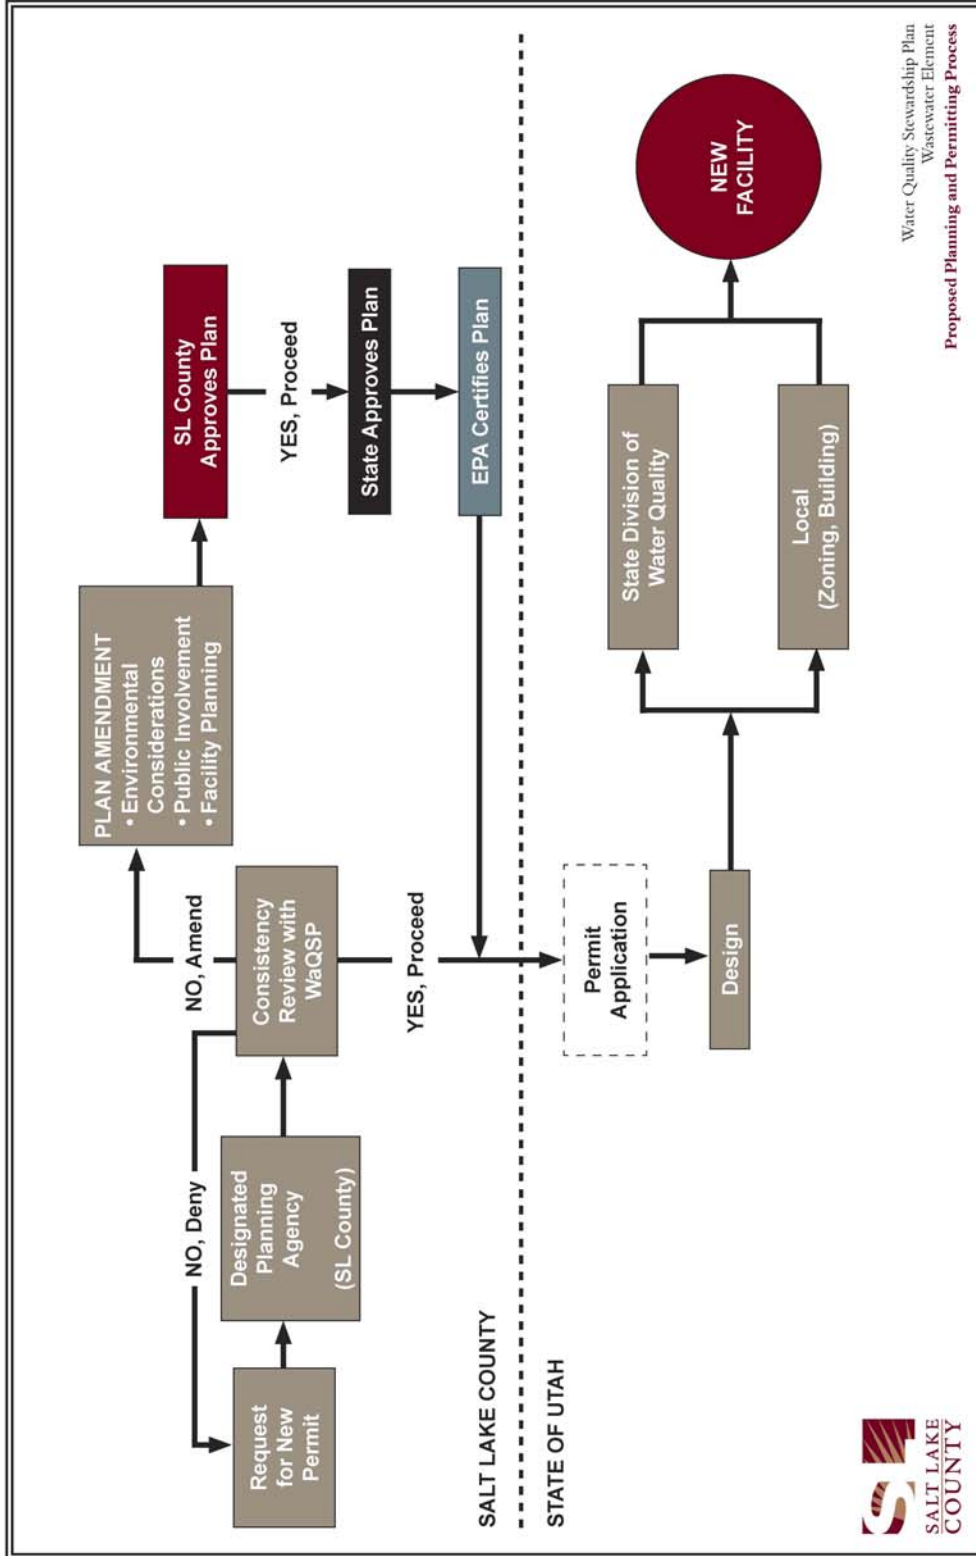 Request
for New
Permit
NO, Deny
Designated
Planning
Agency
(SL County)
Consistency
Review with
WaQSP
NO, Amend
PLAN AMENDMENT
• Environmental
Considerations
• Public Involvement
• Facility Planning
SL County
Approves Plan
YES, Proceed
State Approves Plan
EPA Certifies Plan
YES, Proceed
SALT LAKE COUNTY
STATE OF UTAH
Permit
Application
Design
State Division of
Water Quality
Local
(Zoning, Building)
NEW
FACILITY
SL
SALT LAKE
COUNTY
Water Quality Stewardship Plan
Wastewater Element
Proposed Planning and Permitting Process